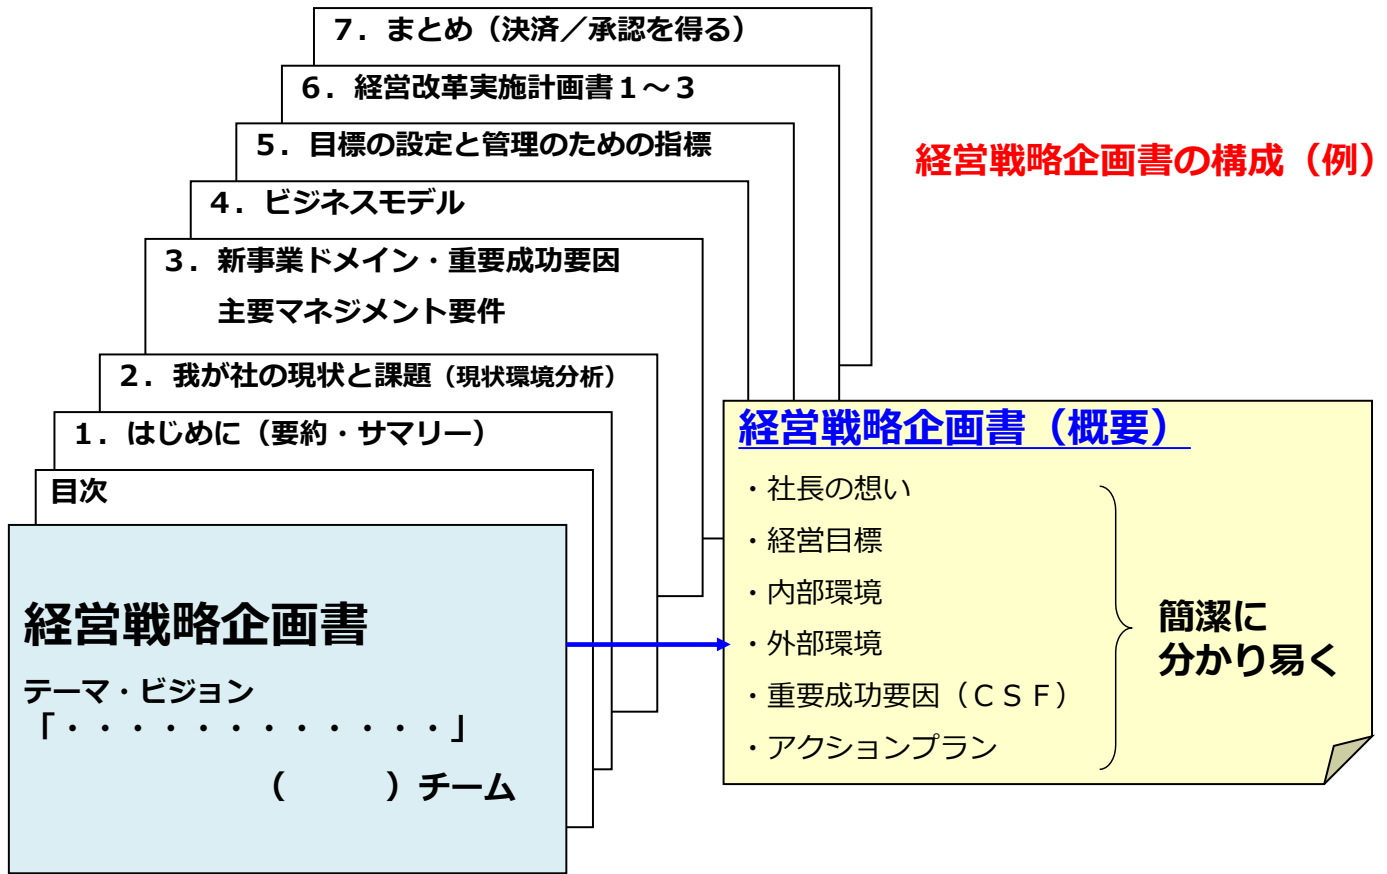 ７．まとめ（決済／承認を得る）
６．経営改革実施計画書１～３
５．目標の設定と管理のための指標
４．ビジネスモデル
３．新事業ドメイン・重要成功要因
主要マネジメント要件
２．我が社の現状と課題（現状環境分析）
１．はじめに（要約・サマリー）
目次
経営戦略企画書
テーマ・ビジョン
「・・・・・・・・・・・・」
（　　　）チーム
経営戦略企画書の構成（例）
経営戦略企画書（概要）
・社長の想い
・経営目標
・内部環境
・外部環境
・重要成功要因（ＣＳＦ）
・アクションプラン
簡潔に
分かり易く